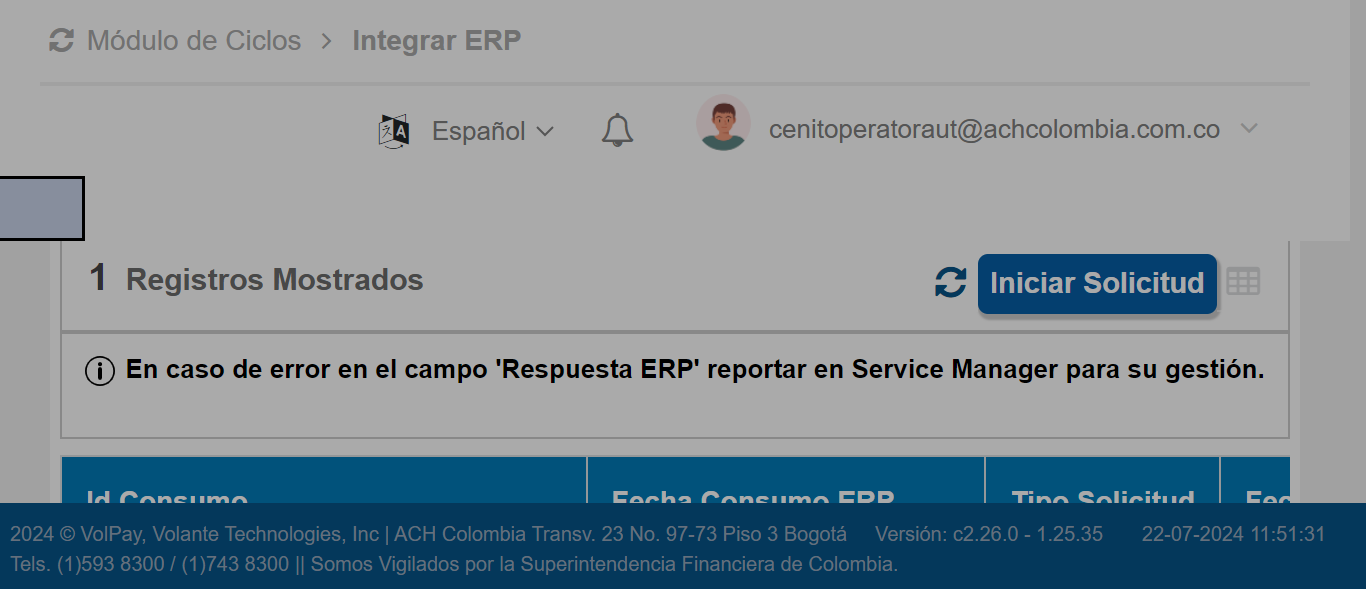 Módulo de Ciclos > Integrar ERP
Español cenitoperatoraut@achcolombia.com.co
1 Registros Mostrados Iniciar Solicitud
En caso de error en el campo 'Respuesta ERP' reportar en Service Manager para su gestión.
Id Consumo Fecha Consumo ERP Tipo Solicitud Fec
2024 © VolPay, Volante Technologies, Inc | ACH Colombia Transv. 23 No. 97-73 Piso 3 Bogotá Versión: c2.26.0 - 1.25.35 22-07-2024 11:51:31
Tels. (1)593 8300 / (1)743 8300 || Somos Vigilados por la Superintendencia Financiera de Colombia.